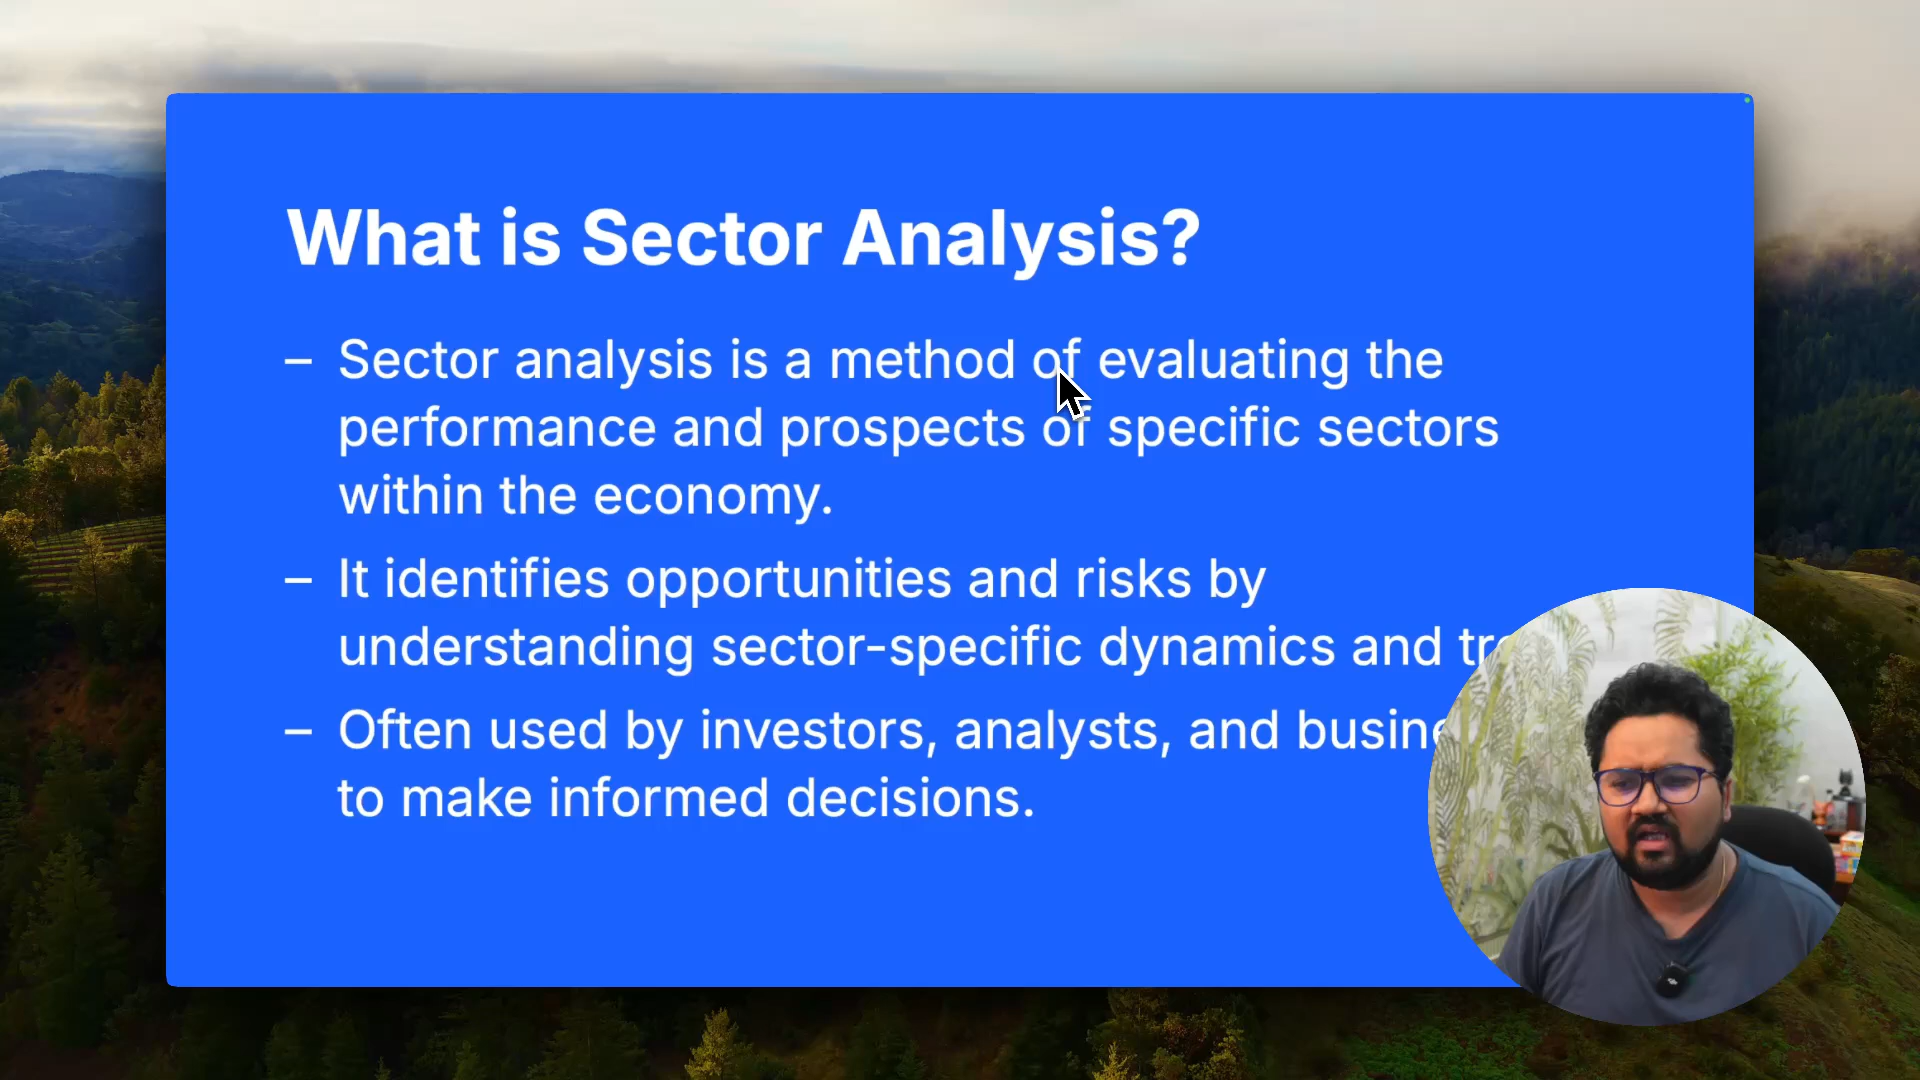 What is Sector Analysis?
– Sector analysis is a method of evaluating the
performance and prospects of specific sectors
within the economy.
– It identifies opportunities and risks by
understanding sector-specific dynamics and
– Often used by investors, analysts, and
to make informed decisions.